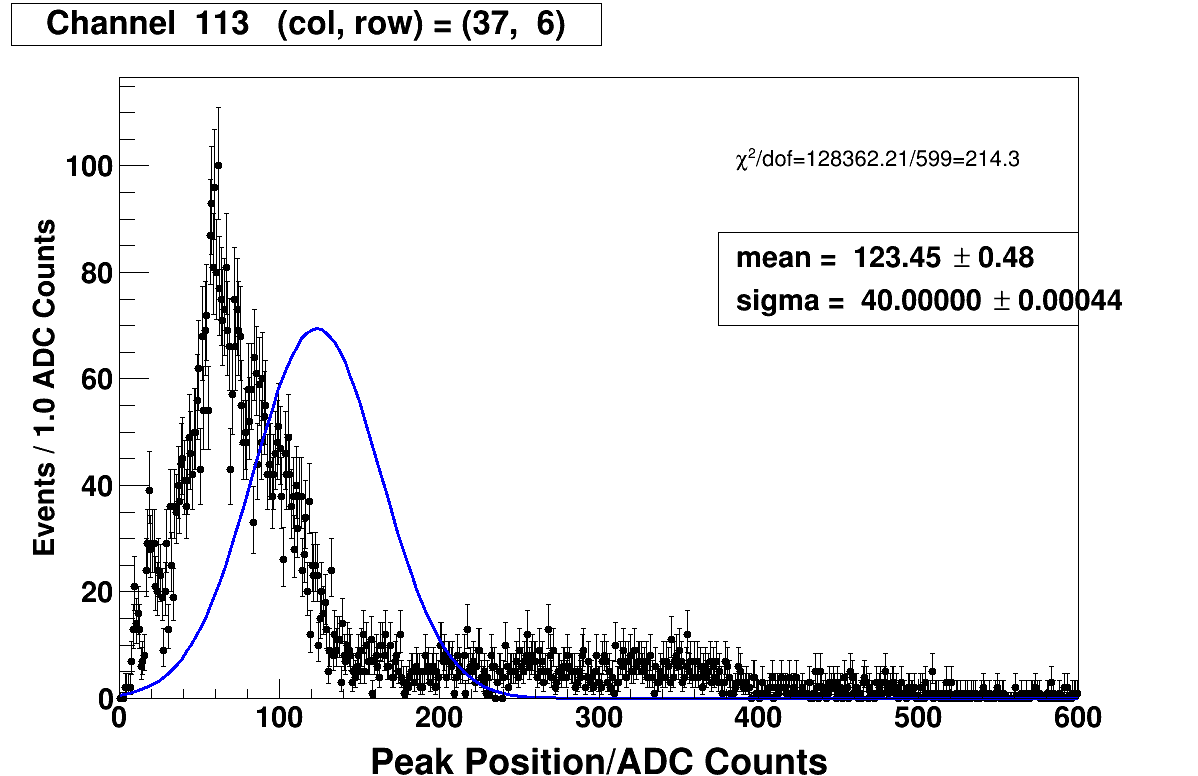 Channel 113 (col, row) = (37, 6)
χ²/dof=128362.21/599=214.3
mean = 123.45 ± 0.48
sigma = 40.00000 ± 0.00044
Events / 1.0 ADC Counts
100
80
60
40
20
0
0 100 200 300 400 500 600
Peak Position/ADC Counts